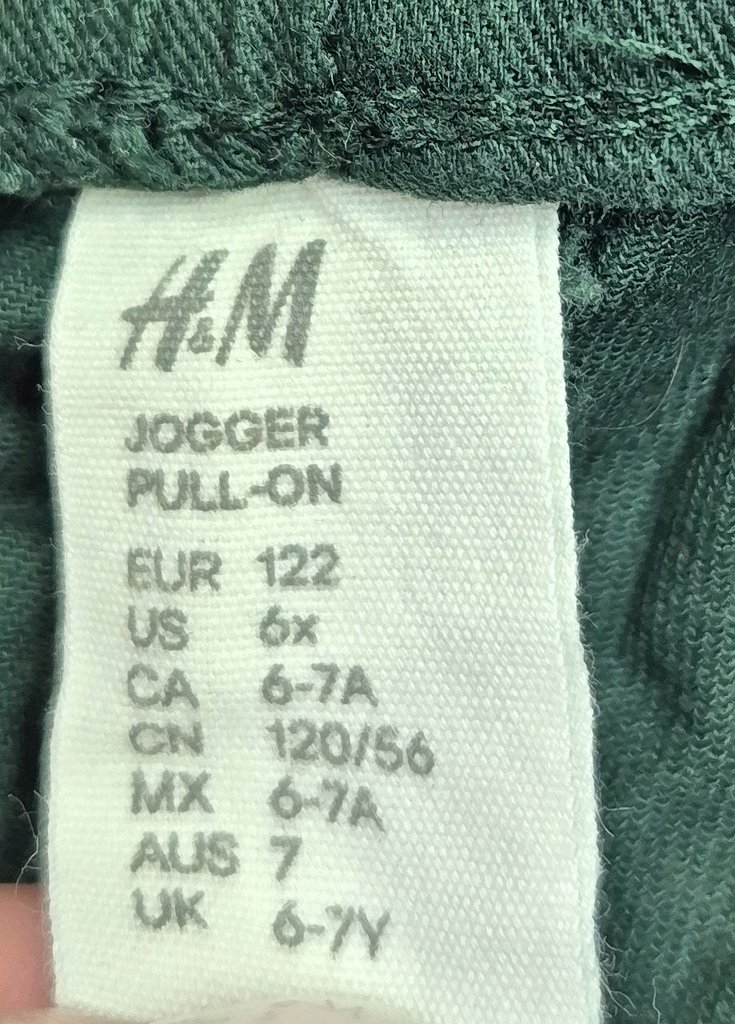 H&M
JOGGER
PULL-ON
EUR 122
US 6x
CA 6-7A
CN 120/56
MX 6-7A
AUS 7
UK 6-7Y